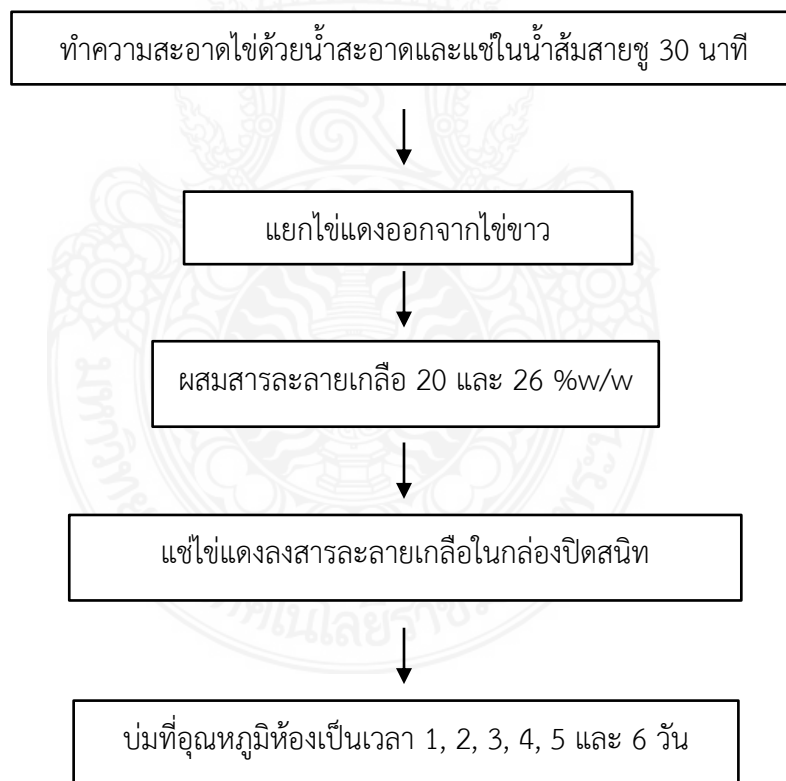 ทำความสะอาดไข่ด้วยน้ำสะอาดและแช่ในน้ำส้มสายชู 30 นาที
แยกไข่แดงออกจากไข่ขาว
ผสมสารละลายเกลือ 20 และ 26 %w/w
แช่ไข่แดงลงสารละลายเกลือในกล่องปิดสนิท
บ่มที่อุณหภูมิห้องเป็นเวลา 1, 2, 3, 4, 5 และ 6 วัน